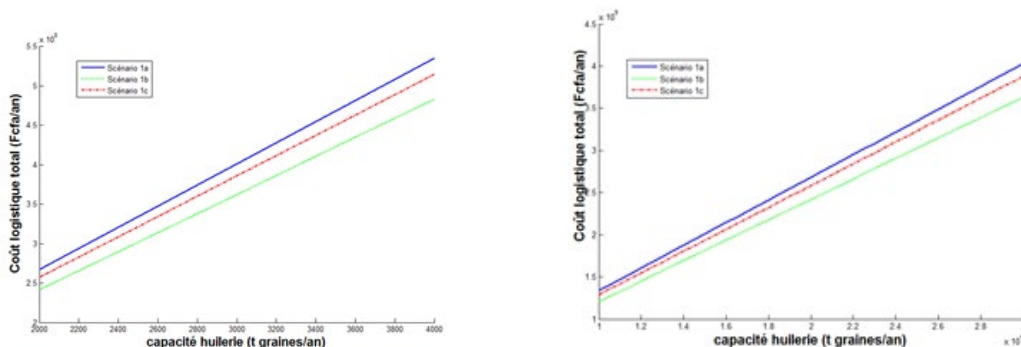 x 10
5.5
5
4.5
4
3.5
3
2.5
2
Coût logistique total (Fcfa/an)
Scénario 1a
Scénario 1b
Scénario 1c
2000 2200 2400 2600 2800 3000 3200 3400 3600 3800 4000
capacité huilerie (t graines/an)
x 10
4.5
4
3.5
3
2.5
2
1.5
1
Coût logistique total (Fcfa/an)
Scénario 1a
Scénario 1b
Scénario 1c
1 1.2 1.4 1.6 1.8 2 2.2 2.4 2.6 2.8
capacité huilerie (t graines/an)
x 10